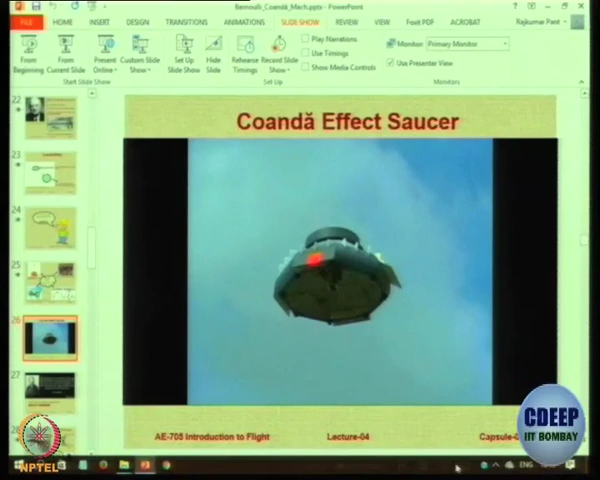 Bernoulli_Coandă_Mach.pptx - PowerPoint
FILE HOME INSERT DESIGN TRANSITIONS ANIMATIONS SLIDE SHOW REVIEW VIEW Foxit PDF ACROBAT Rajkumar Pant
From Beginning
From Current Slide
Present Online
Custom Slide Show
Set Up Slide Show
Hide Slide
Rehearse Timings
Record Slide Show
Play Narrations
Use Timings
Show Media Controls
Monitor: Primary Monitor
Use Presenter View
Start Slide Show
Set Up
Monitors
22
23
24
25
26
27
28
Coandă Effect Saucer
AE-705 Introduction to Flight
Lecture-04
NPTEL
CDEEP
IIT BOMBAY
ENG